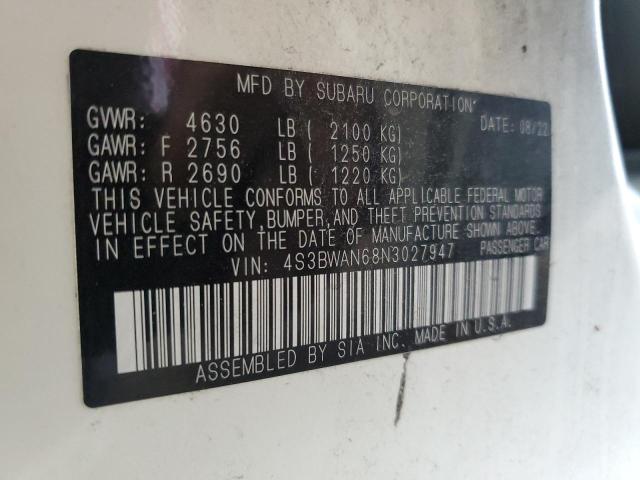 MFD BY SUBARU CORPORATION
GVWR: 4630 LB ( 2100 KG) DATE: 08/22
GAWR: F 2756 LB ( 1250 KG)
GAWR: R 2690 LB ( 1220 KG)
THIS VEHICLE CONFORMS TO ALL APPLICABLE FEDERAL MOTOR
VEHICLE SAFETY,BUMPER,AND THEFT PREVENTION STANDARDS
IN EFFECT ON THE DATE OF MANUFACTURE SHOWN ABOVE.
VIN: 4S3BWAN68N3027947 PASSENGER CAR
ASSEMBLED BY SIA INC. MADE IN U.S.A.